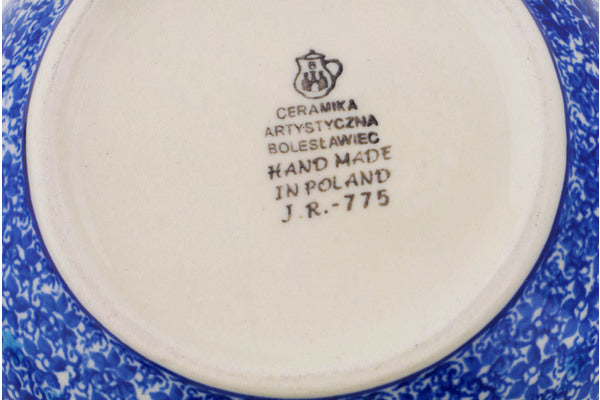 CERAMIKA
ARTYSTYCZNA
BOLESŁAWIEC
HAND MADE
IN POLAND
J.R.-775